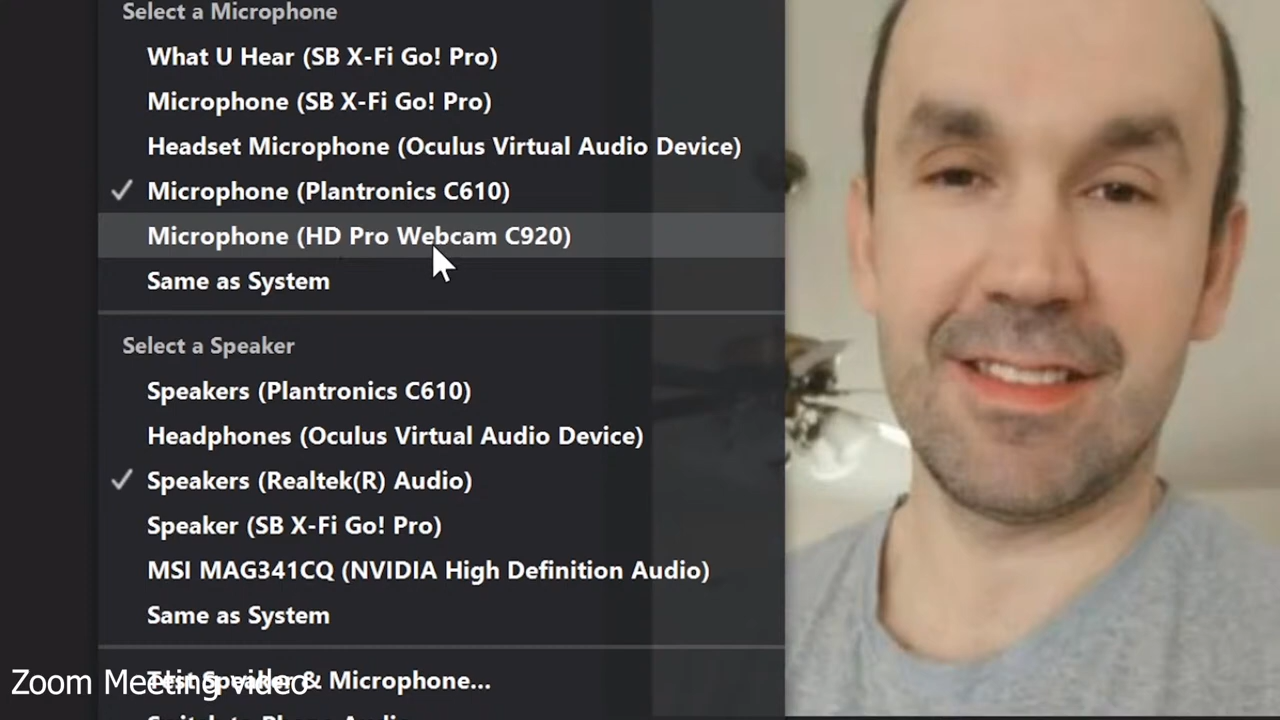 Select a Microphone
What U Hear (SB X-Fi Go! Pro)
Microphone (SB X-Fi Go! Pro)
Headset Microphone (Oculus Virtual Audio Device)
Microphone (Plantronics C610)
Microphone (HD Pro Webcam C920)
Same as System
Select a Speaker
Speakers (Plantronics C610)
Headphones (Oculus Virtual Audio Device)
Speakers (Realtek(R) Audio)
Speaker (SB X-Fi Go! Pro)
MSI MAG341CQ (NVIDIA High Definition Audio)
Same as System
Test Speaker & Microphone...
Zoom Meeting video